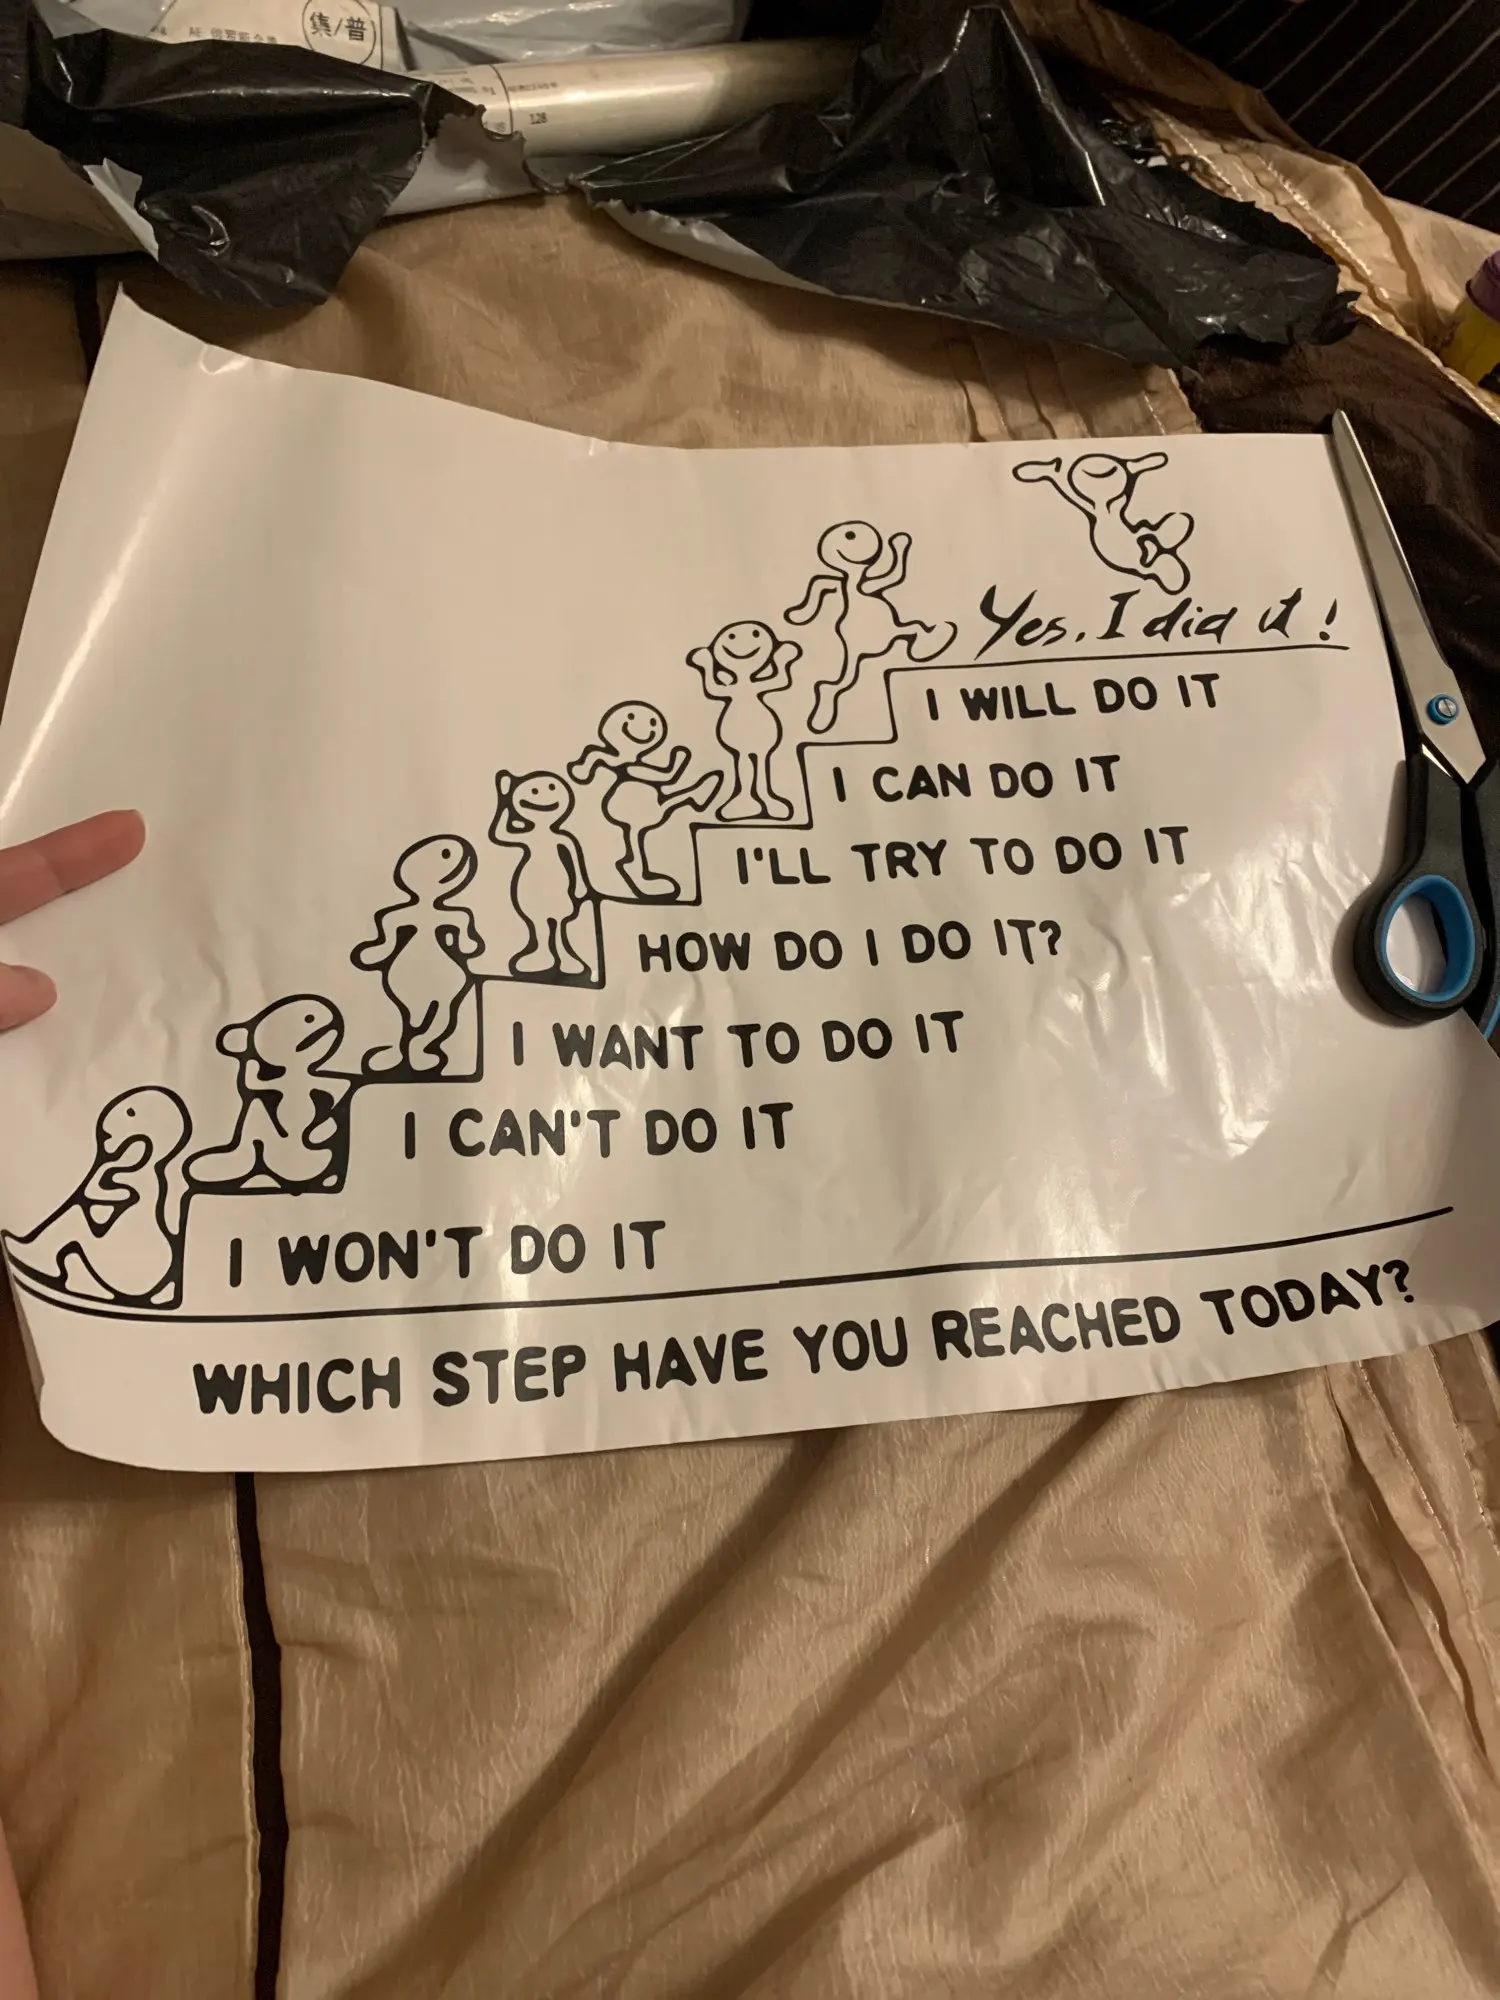 集/普
128
Yes, I did it!
I WILL DO IT
I CAN DO IT
I'LL TRY TO DO IT
HOW DO I DO IT?
I WANT TO DO IT
I CAN'T DO IT
I WON'T DO IT
WHICH STEP HAVE YOU REACHED TODAY?